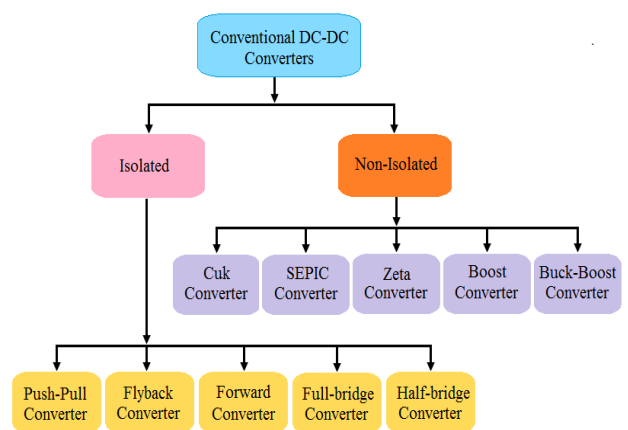 Conventional DC-DC
Converters
Isolated
Non-Isolated
Cuk
Converter
SEPIC
Converter
Zeta
Converter
Boost
Converter
Buck-Boost
Converter
Push-Pull
Converter
Flyback
Converter
Forward
Converter
Full-bridge
Converter
Half-bridge
Converter